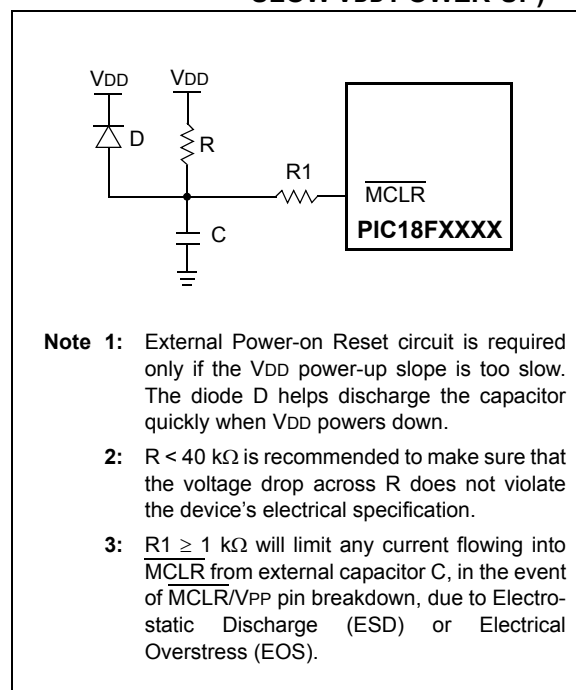 VDD VDD
D
R
R1
MCLR
C
PIC18FXXXX
Note 1: External Power-on Reset circuit is required
only if the VDD power-up slope is too slow.
The diode D helps discharge the capacitor
quickly when VDD powers down.
2: R < 40 kΩ is recommended to make sure that
the voltage drop across R does not violate
the device's electrical specification.
3: R1 ≥ 1 kΩ will limit any current flowing into
MCLR from external capacitor C, in the event
of MCLR/VPP pin breakdown, due to Electro-
static Discharge (ESD) or Electrical
Overstress (EOS).